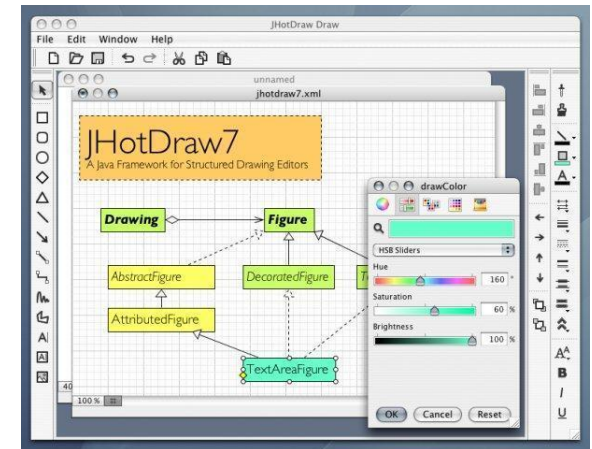 JHotDraw Draw
File Edit Window Help
unnamed
jhotdraw7.xml
JHotDraw7
A Java Framework for Structured Drawing Editors
Drawing
Figure
AbstractFigure
DecoratedFigure
AttributedFigure
TextAreaFigure
40
100 %
drawColor
HSB Sliders
Hue
160 °
Saturation
60 %
Brightness
100 %
OK Cancel Reset
A
A
A
A
B
I
U